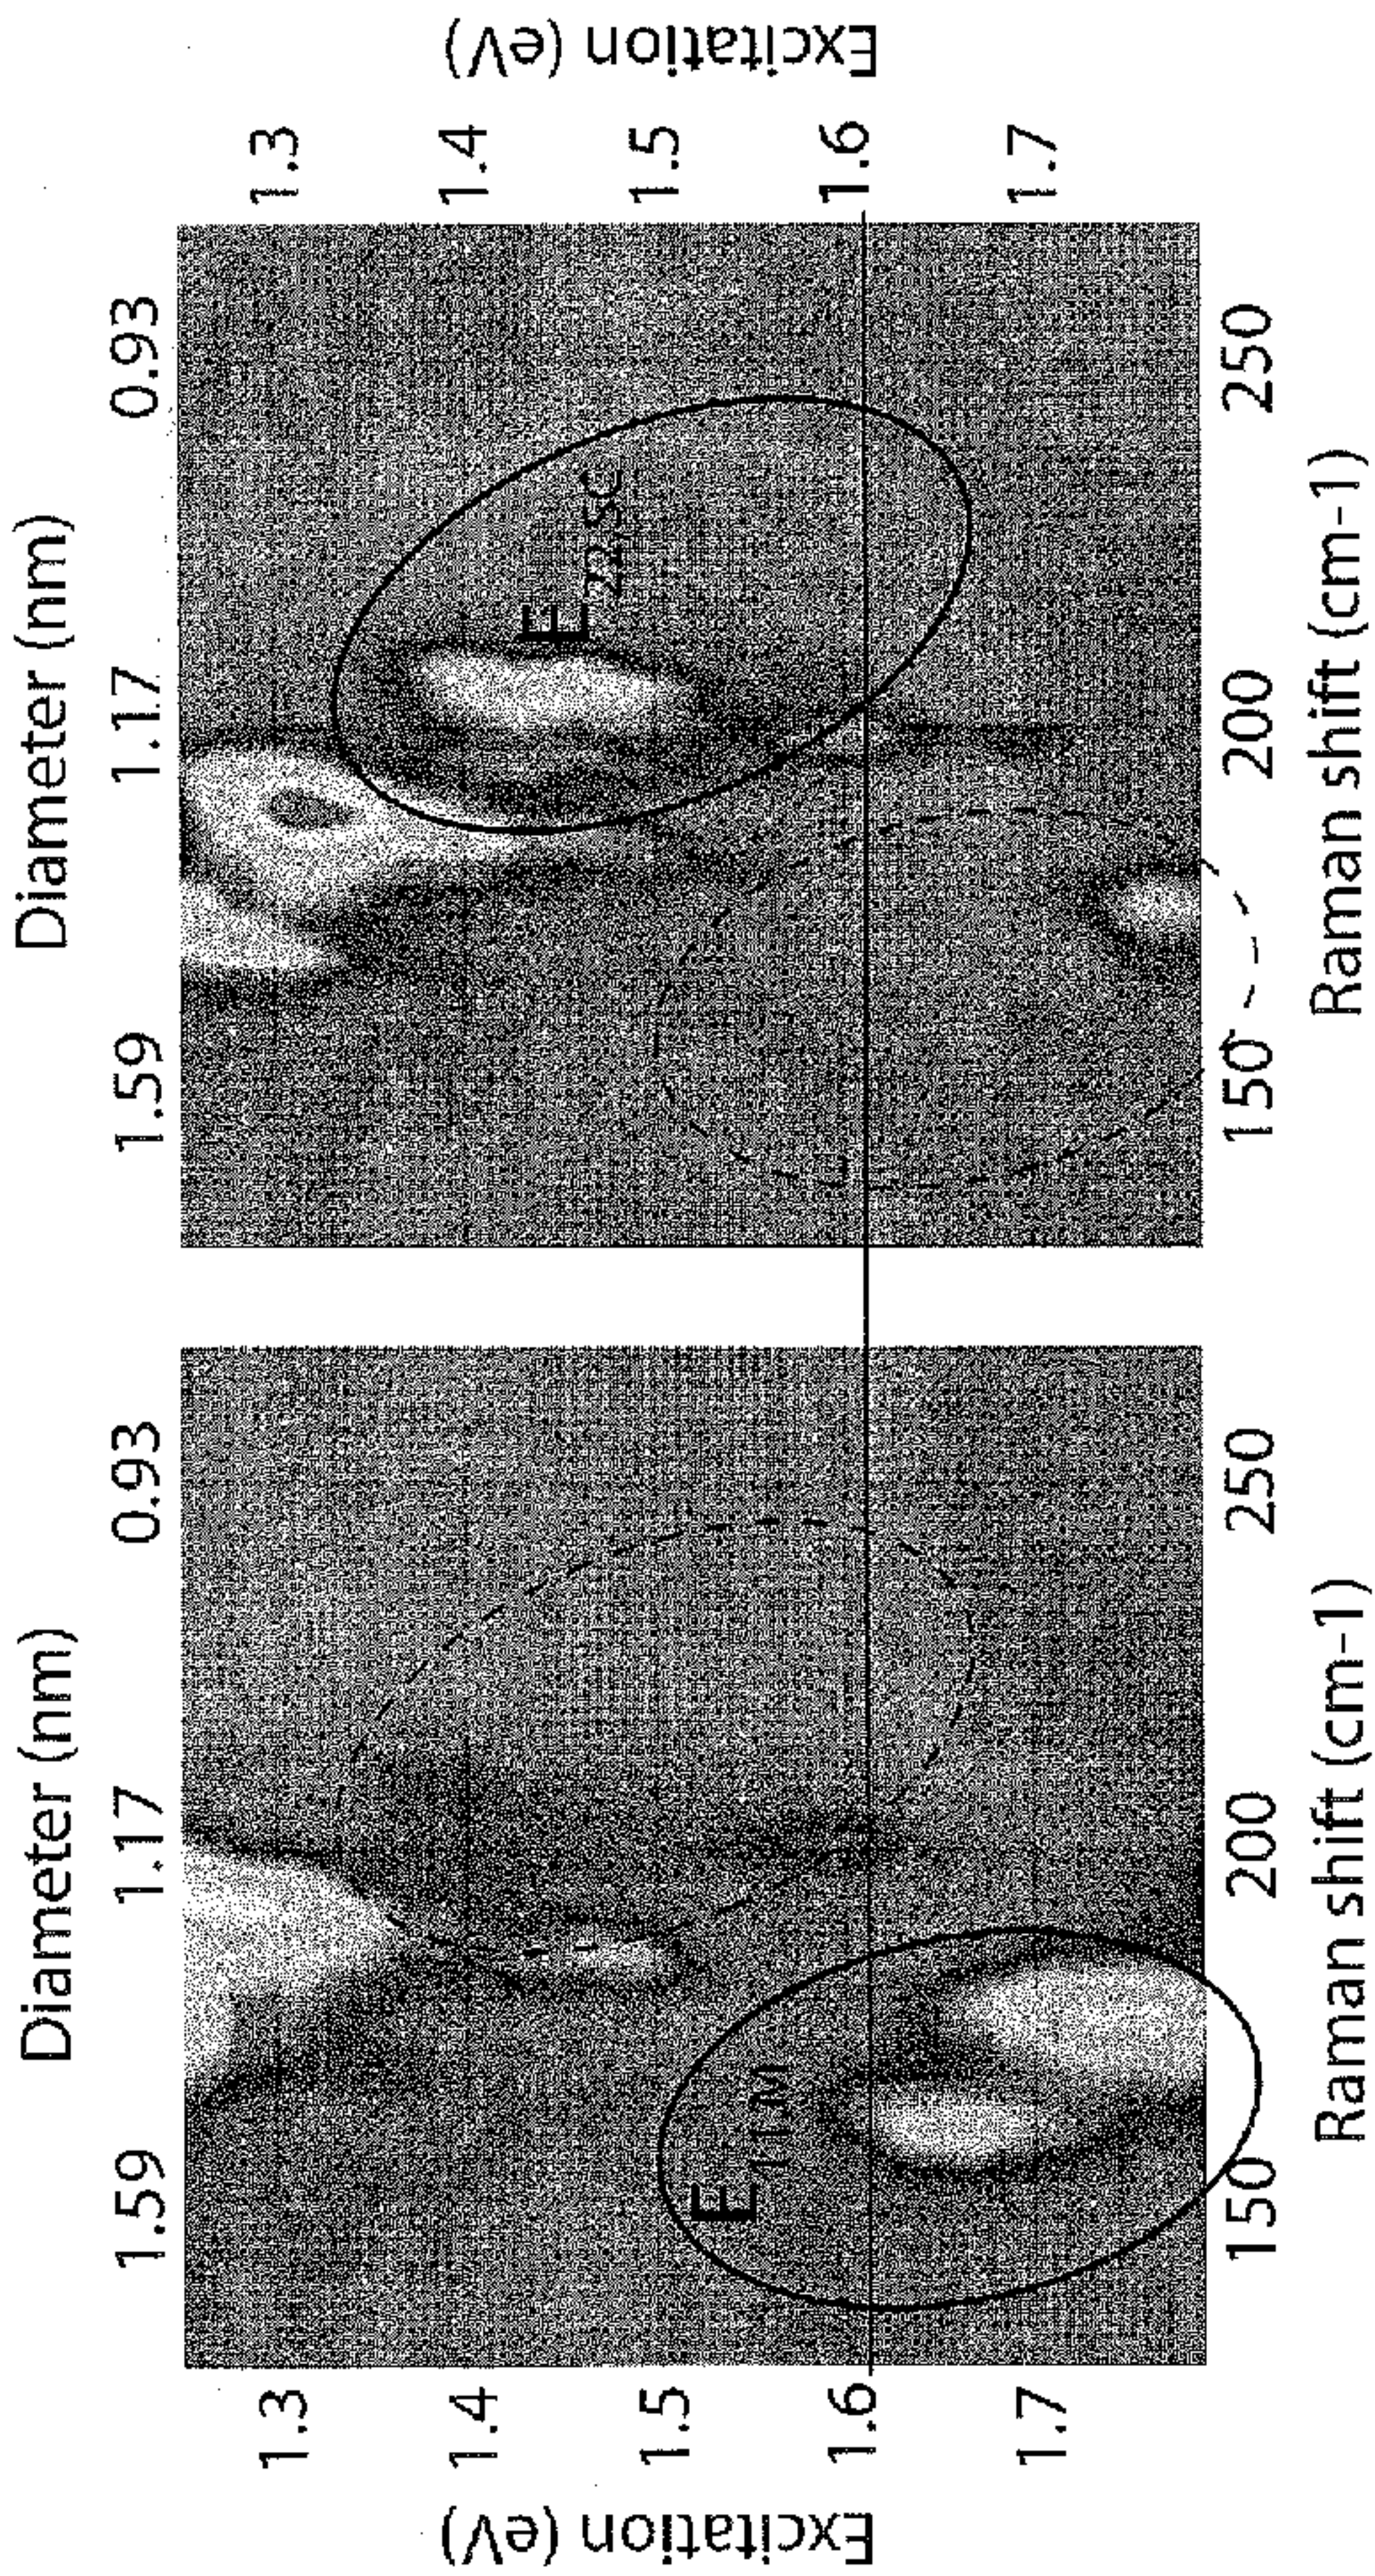 Diameter (nm)
1.59 1.17 0.93
Excitation (eV)
1.3
1.4
1.5
1.6
1.7
E11M
150 200 250
Raman shift (cm-1)
Diameter (nm)
1.59 1.17 0.93
E22SC
1.3
1.4
1.5
1.6
1.7
Excitation (eV)
150 200 250
Raman shift (cm-1)